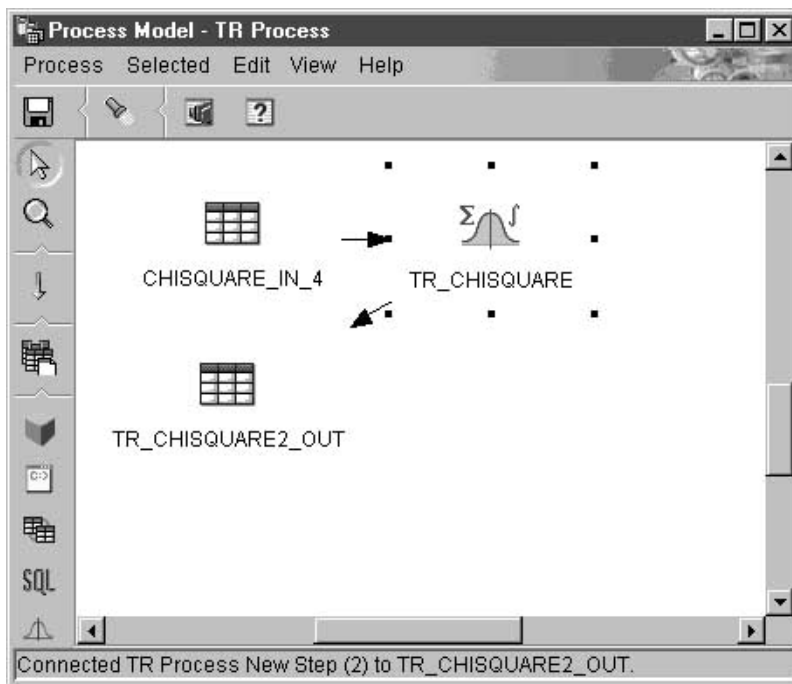 Process Model - TR Process
Process Selected Edit View Help
?
CHISQUARE_IN_4
Σ ∫
TR_CHISQUARE
TR_CHISQUARE2_OUT
C:>
SQL
Connected TR Process New Step (2) to TR_CHISQUARE2_OUT.